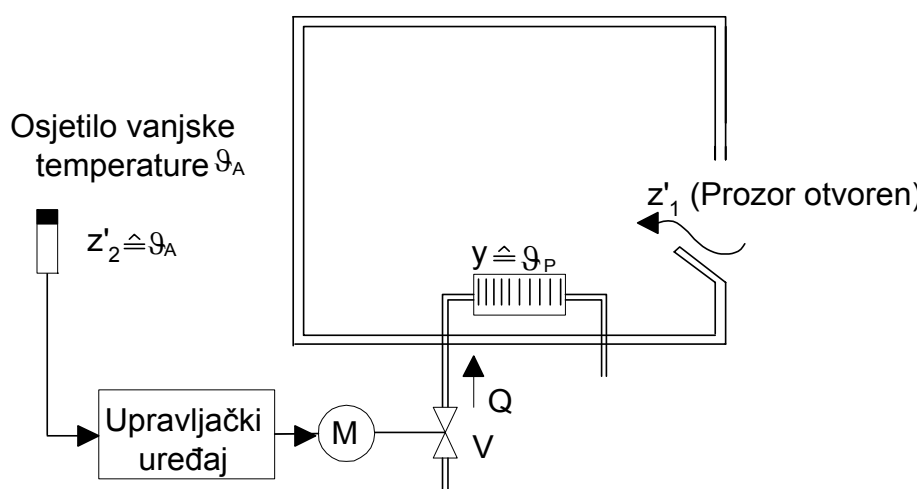 Osjetilo vanjske
temperature ϑA
z'1 (Prozor otvoren)
z'2 ≙ ϑA
y ≙ ϑP
Q
Upravljački
uređaj
M
V